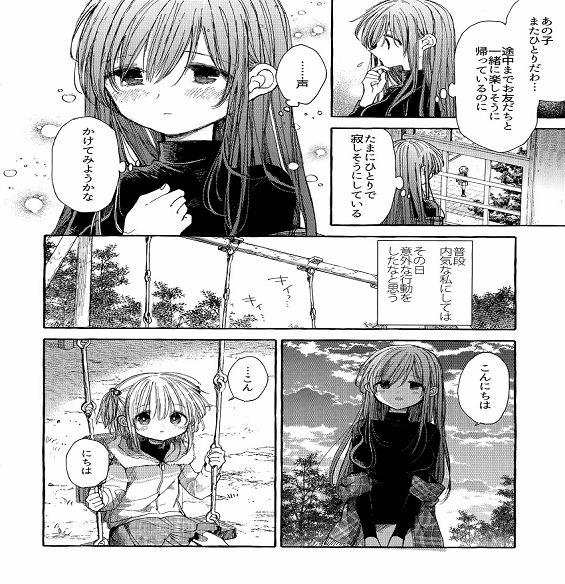 あの子
またひとりだわ…
途中までお友だちと
一緒に楽しそうに
帰っているのに
たまにひとりで
寂しそうにしている
……声
かけてみようかな
普段
内気な私にしては
その日
意外な行動を
したなと思う
キィ…
キィ…
こんにちは
…こん
にちは